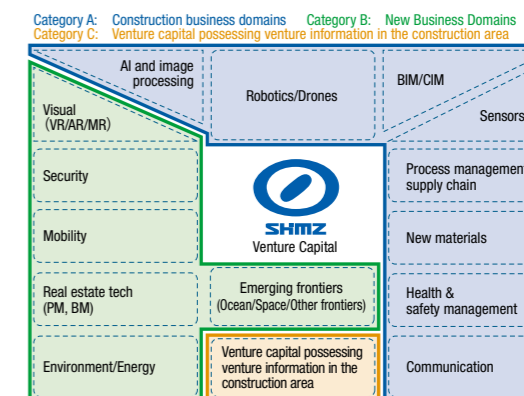 Category A: Construction business domains Category B: New Business Domains
Category C: Venture capital possessing venture information in the construction area
AI and image
processing
Robotics/Drones
BIM/CIM
Sensors
Visual
(VR/AR/MR)
Security
Process managemen
supply chain
SHMZ
Venture Capital
Mobility
New materials
Real estate tech
(PM, BM)
Emerging frontiers
(Ocean/Space/Other frontiers)
Health &
safety management
Environment/Energy
Venture capital possessing
venture information in the
construction area
Communication